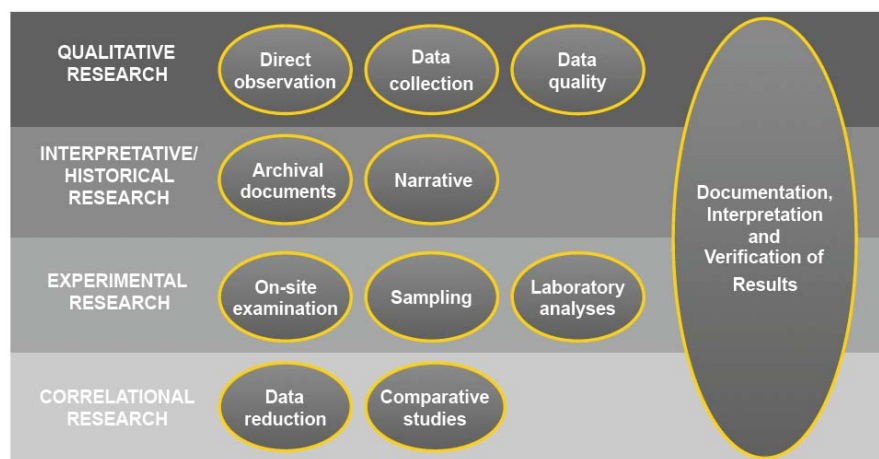 QUALITATIVE
RESEARCH
Direct
observation
Data
collection
Data
quality
INTERPRETATIVE/
HISTORICAL
RESEARCH
Archival
documents
Narrative
EXPERIMENTAL
RESEARCH
On-site
examination
Sampling
Laboratory
analyses
CORRELATIONAL
RESEARCH
Data
reduction
Comparative
studies
Documentation,
Interpretation
and
Verification of
Results